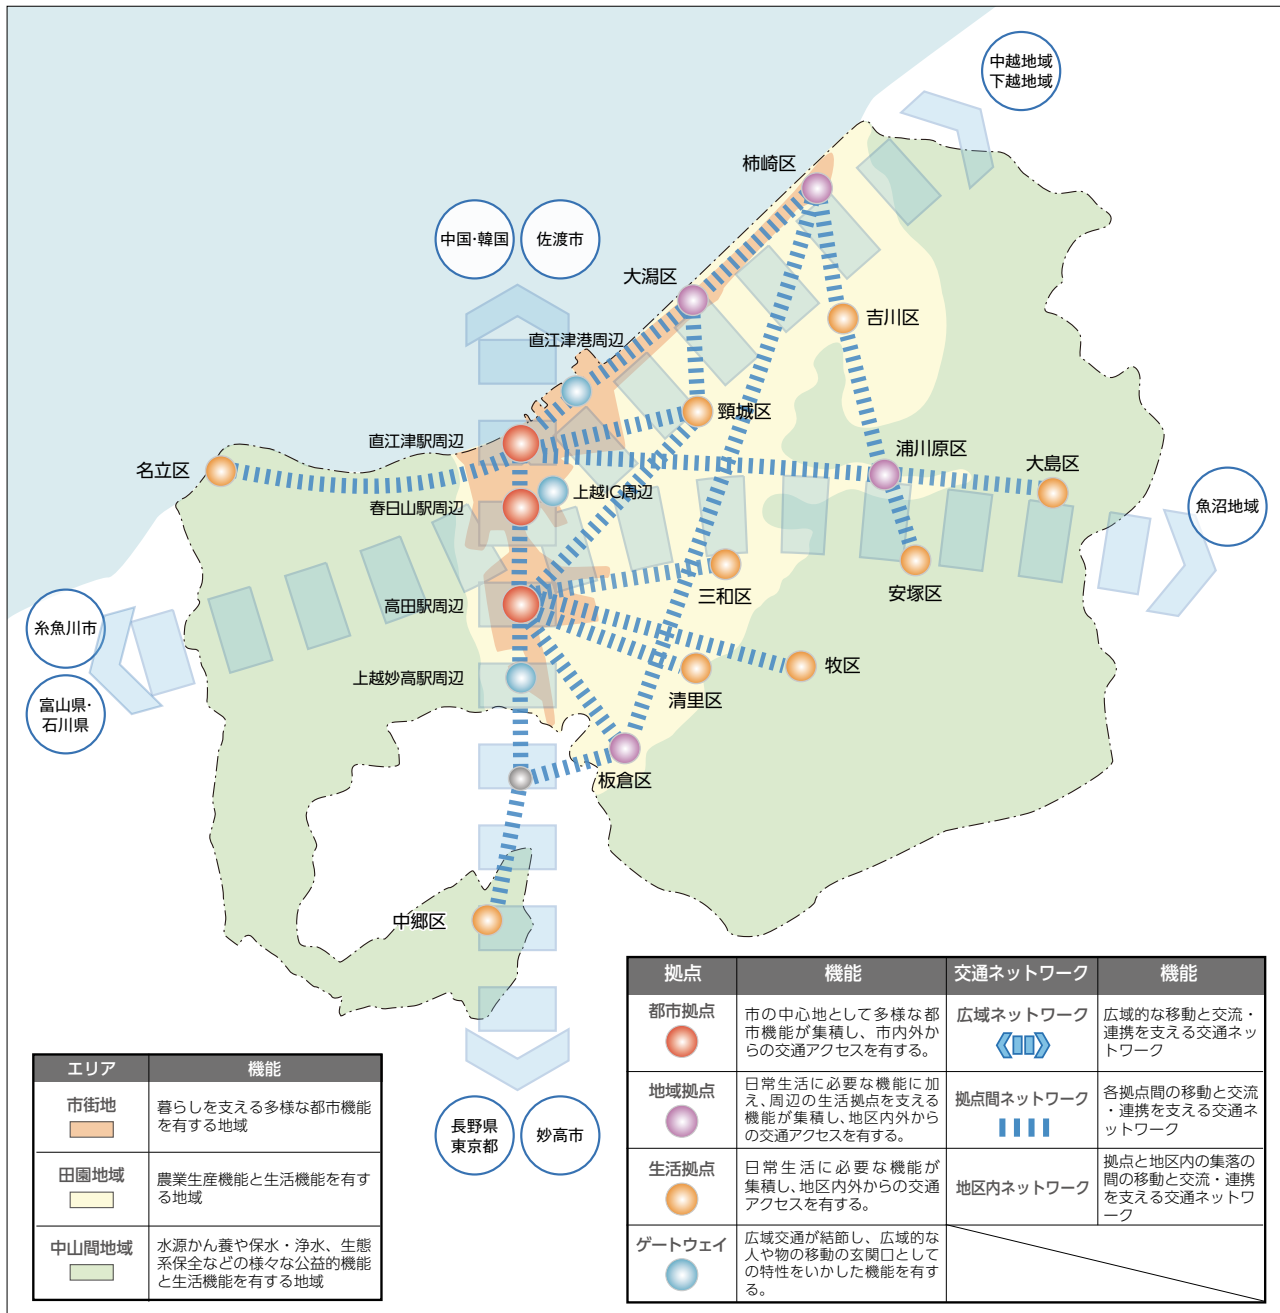 中越地域
下越地域
柿崎区
中国・韓国
佐渡市
大潟区
吉川区
直江津港周辺
頸城区
直江津駅周辺
浦川原区
大島区
名立区
上越IC周辺
春日山駅周辺
魚沼地域
三和区
安塚区
高田駅周辺
糸魚川市
牧区
上越妙高駅周辺
清里区
富山県・
石川県
板倉区
中郷区
長野県
東京都
妙高市
エリア
機能
市街地
暮らしを支える多様な都市機能
を有する地域
田園地域
農業生産機能と生活機能を有す
る地域
中山間地域
水源かん養や保水・浄水、生態
系保全などの様々な公益的機能
と生活機能を有する地域
拠点
機能
交通ネットワーク
機能
都市拠点
市の中心地として多様な都
市機能が集積し、市内外か
らの交通アクセスを有する。
広域ネットワーク
広域的な移動と交流・
連携を支える交通ネッ
トワーク
地域拠点
日常生活に必要な機能に加
え、周辺の生活拠点を支える
機能が集積し、地区内外から
の交通アクセスを有する。
拠点間ネットワーク
各拠点間の移動と交流
・連携を支える交通ネ
ットワーク
生活拠点
日常生活に必要な機能が
集積し、地区内外からの交通
アクセスを有する。
地区内ネットワーク
拠点と地区内の集落の
間の移動と交流・連携
を支える交通ネットワ
ーク
ゲートウェイ
広域交通が結節し、広域的な
人や物の移動の玄関口として
の特性をいかした機能を有す
る。